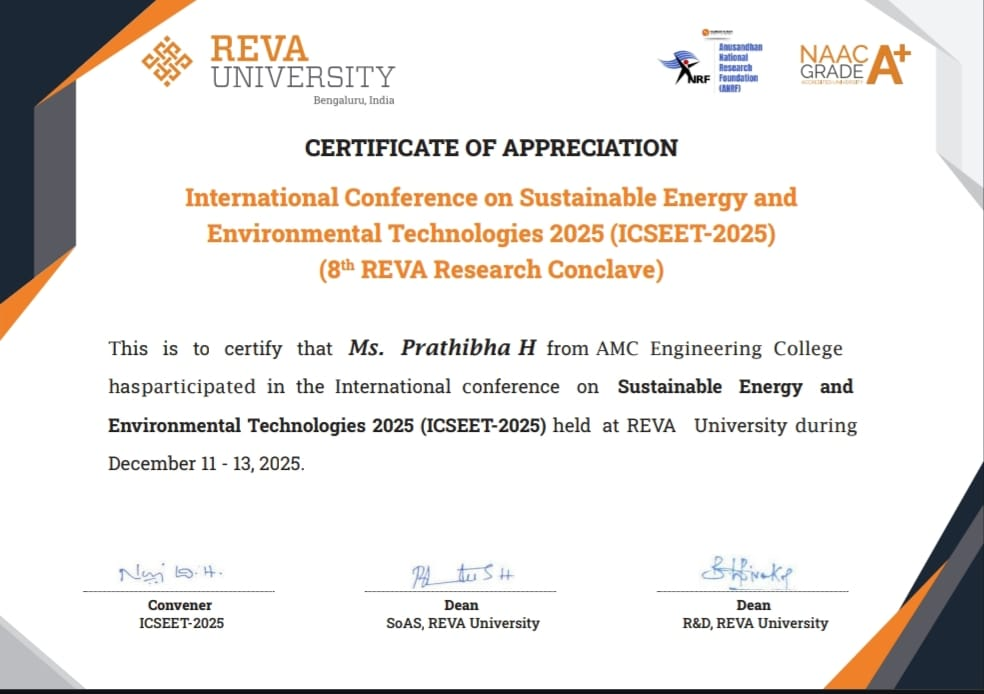 REVA
UNIVERSITY
Bengaluru, India
NRF
Anusandhan
National
Research
Foundation
(ANRF)
NAAC
GRADE A+
ACCREDITED UNIVERSITY
CERTIFICATE OF APPRECIATION
International Conference on Sustainable Energy and
Environmental Technologies 2025 (ICSEET-2025)
(8th REVA Research Conclave)
This is to certify that Ms. Prathibha H from AMC Engineering College
hasparticipated in the International conference on Sustainable Energy and
Environmental Technologies 2025 (ICSEET-2025) held at REVA University during
December 11 - 13, 2025.
Convener
ICSEET-2025
Dean
SoAS, REVA University
Dean
R&D, REVA University